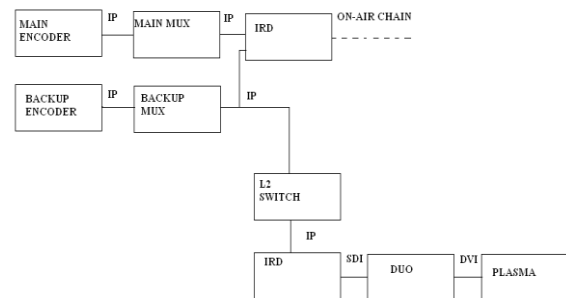 MAIN
ENCODER
IP
MAIN MUX
IP
IRD
ON-AIR CHAIN
BACKUP
ENCODER
IP
BACKUP
MUX
IP
L2
SWITCH
IP
IRD
SDI
DUO
DVI
PLASMA